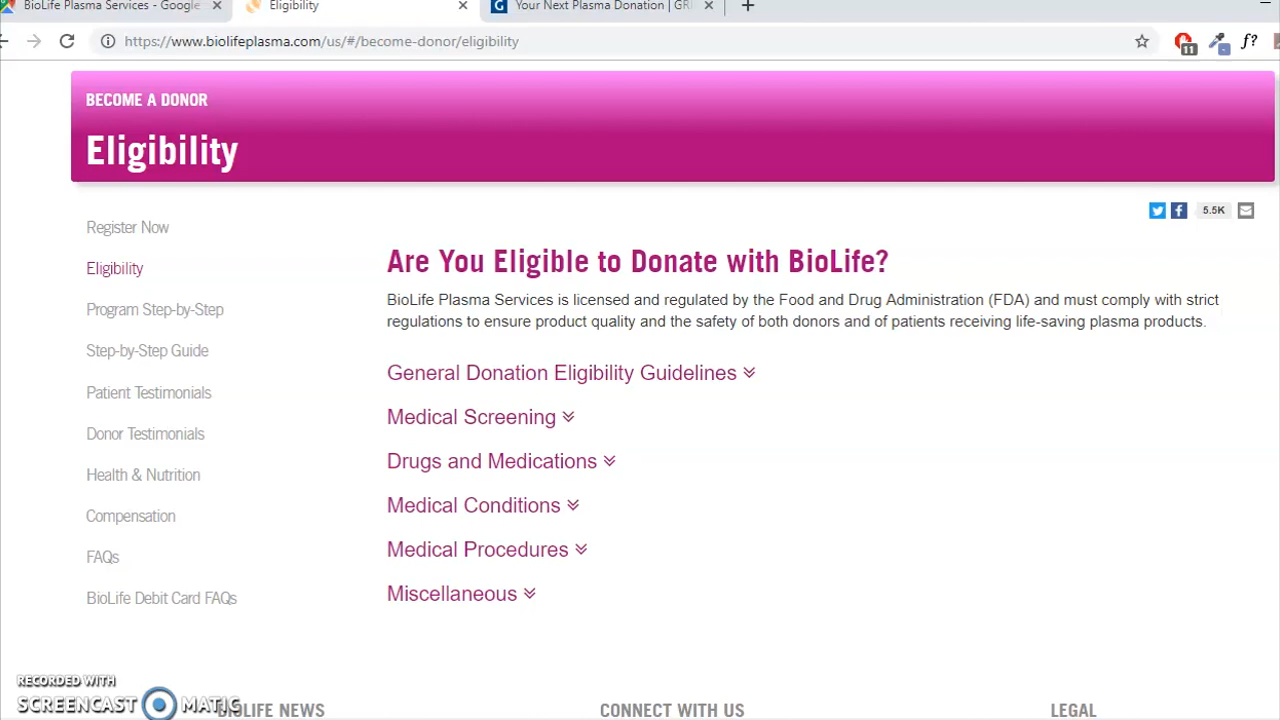 BioLife Plasma Services - Google
Eligibility
Your Next Plasma Donation | GRI
https://www.biolifeplasma.com/us/#/become-donor/eligibility
11
f?
BECOME A DONOR
Eligibility
5.5K
Register Now
Eligibility
Program Step-by-Step
Step-by-Step Guide
Patient Testimonials
Donor Testimonials
Health & Nutrition
Compensation
FAQs
BioLife Debit Card FAQs
Are You Eligible to Donate with BioLife?
BioLife Plasma Services is licensed and regulated by the Food and Drug Administration (FDA) and must comply with strict
regulations to ensure product quality and the safety of both donors and of patients receiving life-saving plasma products.
General Donation Eligibility Guidelines
Medical Screening
Drugs and Medications
Medical Conditions
Medical Procedures
Miscellaneous
RECORDED WITH
SCREENCAST MATIC
BIOLIFE NEWS
CONNECT WITH US
LEGAL